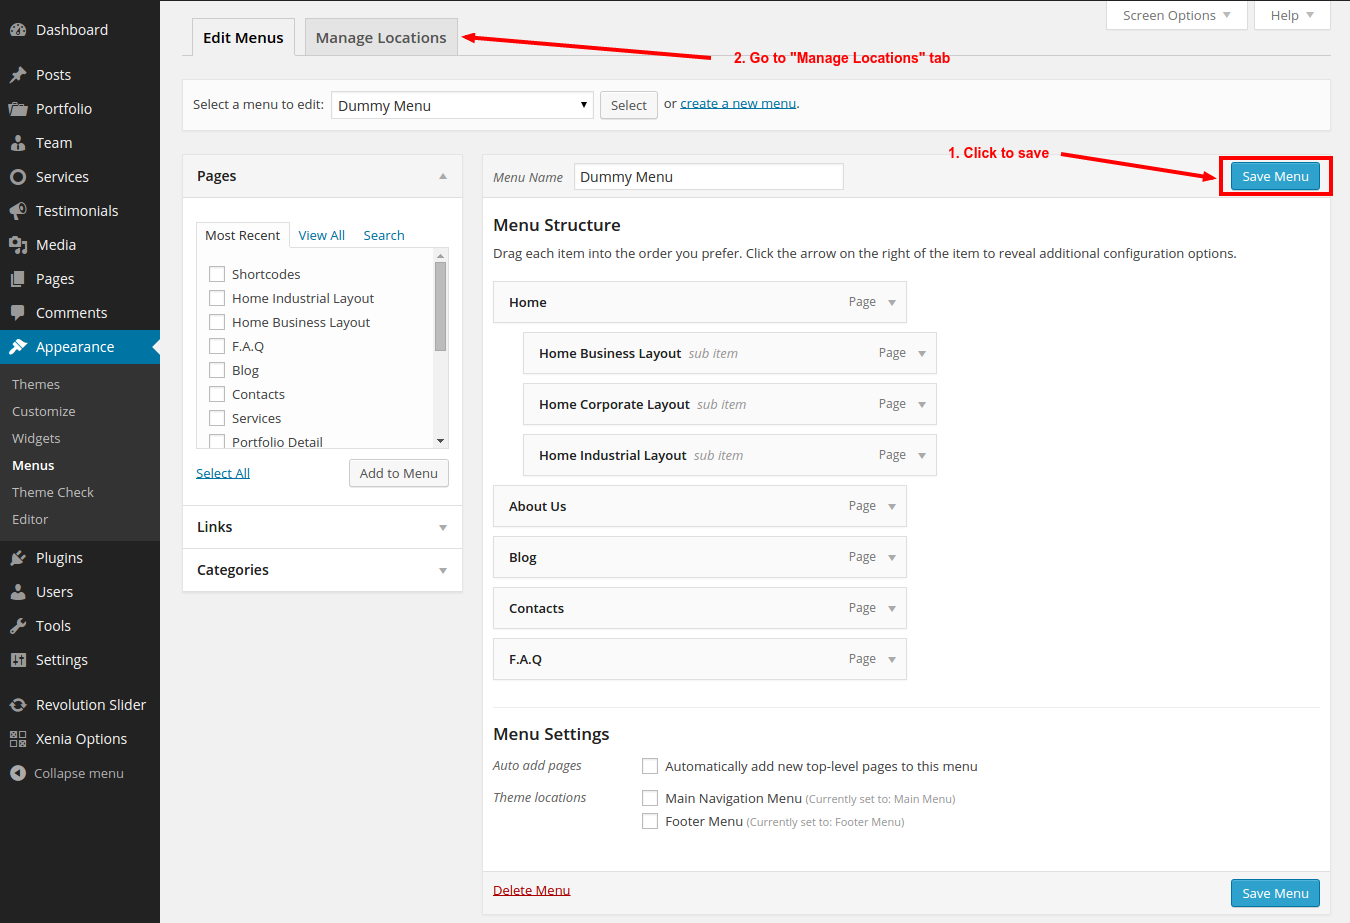 Dashboard
Posts
Portfolio
Team
Services
Testimonials
Media
Pages
Comments
Appearance
Themes
Customize
Widgets
Menus
Theme Check
Editor
Plugins
Users
Tools
Settings
Revolution Slider
Xenia Options
Collapse menu
Screen Options
Help
Edit Menus
Manage Locations
2. Go to "Manage Locations" tab
Select a menu to edit: Dummy Menu Select or create a new menu.
Pages
Most Recent View All Search
Shortcodes
Home Industrial Layout
Home Business Layout
F.A.Q
Blog
Contacts
Services
Portfolio Detail
Select All Add to Menu
Links
Categories
1. Click to save
Menu Name Dummy Menu Save Menu
Menu Structure
Drag each item into the order you prefer. Click the arrow on the right of the item to reveal additional configuration options.
Home Page
Home Business Layout sub item Page
Home Corporate Layout sub item Page
Home Industrial Layout sub item Page
About Us Page
Blog Page
Contacts Page
F.A.Q Page
Menu Settings
Auto add pages Automatically add new top-level pages to this menu
Theme locations Main Navigation Menu (Currently set to: Main Menu)
Footer Menu (Currently set to: Footer Menu)
Delete Menu Save Menu